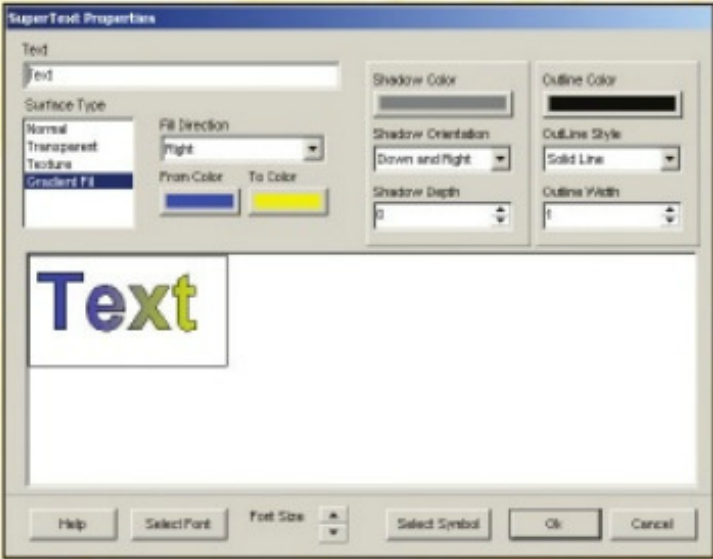 SuperText Properties
Text
Text
Surface Type
Normal
Transparent
Texture
Gradient Fill
Fill Direction
Right
From Color To Color
Shadow Color
Shadow Orientation
Down and Right
Shadow Depth
0
Outline Color
OutLine Style
Solid Line
Outline Width
1
Text
Help Select Font Font Size Select Symbol Ok Cancel